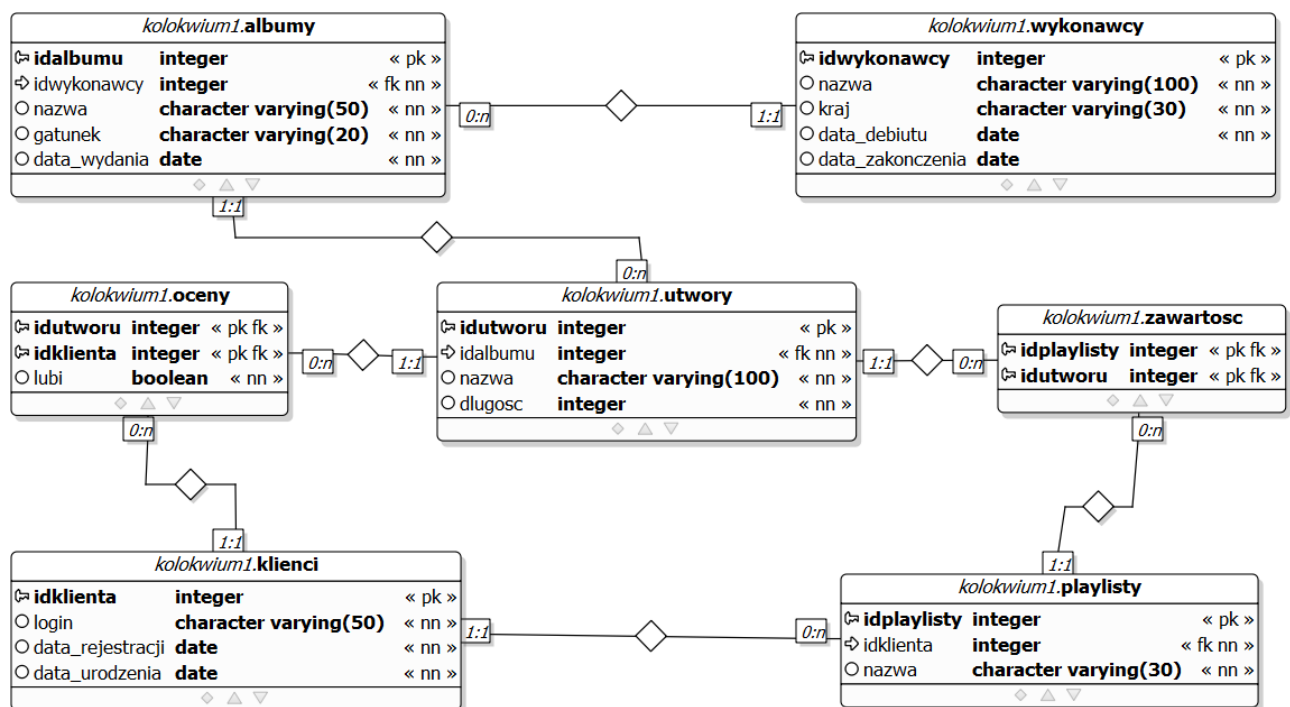 kolokwium1.albumy
idalbumu integer « pk »
idwykonawcy integer « fk nn »
nazwa character varying(50) « nn »
gatunek character varying(20) « nn »
data_wydania date « nn »
kolokwium1.wykonawcy
idwykonawcy integer « pk »
nazwa character varying(100) « nn »
kraj character varying(30) « nn »
data_debiutu date « nn »
data_zakonczenia date
0:n
1:1
1:1
0:n
kolokwium1.oceny
idutworu integer « pk fk »
idklienta integer « pk fk »
lubi boolean « nn »
0:n
1:1
kolokwium1.utwory
idutworu integer « pk »
idalbumu integer « fk nn »
nazwa character varying(100) « nn »
dlugosc integer « nn »
1:1
0:n
kolokwium1.zawartosc
idplaylisty integer « pk fk »
idutworu integer « pk fk »
0:n
0:n
1:1
1:1
kolokwium1.klienci
idklienta integer « pk »
login character varying(50) « nn »
data_rejestracji date « nn »
data_urodzenia date « nn »
1:1
0:n
kolokwium1.playlisty
idplaylisty integer « pk »
idklienta integer « fk nn »
nazwa character varying(30) « nn »